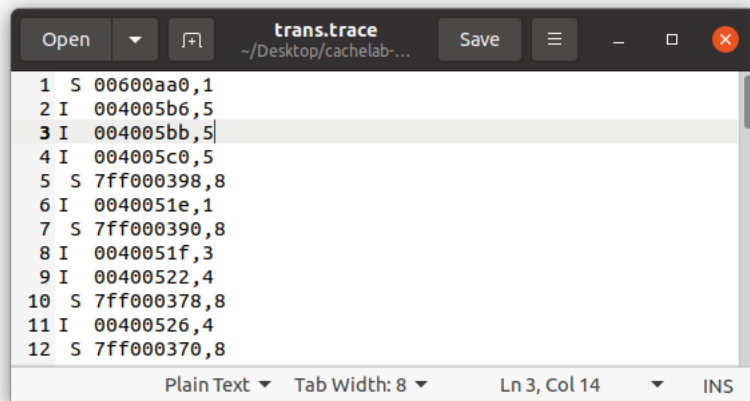 Open trans.trace Save
~/Desktop/cachelab-...
1  S 00600aa0,1
2 I  004005b6,5
3 I  004005bb,5
4 I  004005c0,5
5  S 7ff000398,8
6 I  0040051e,1
7  S 7ff000390,8
8 I  0040051f,3
9 I  00400522,4
10  S 7ff000378,8
11 I  00400526,4
12  S 7ff000370,8
Plain Text Tab Width: 8 Ln 3, Col 14 INS